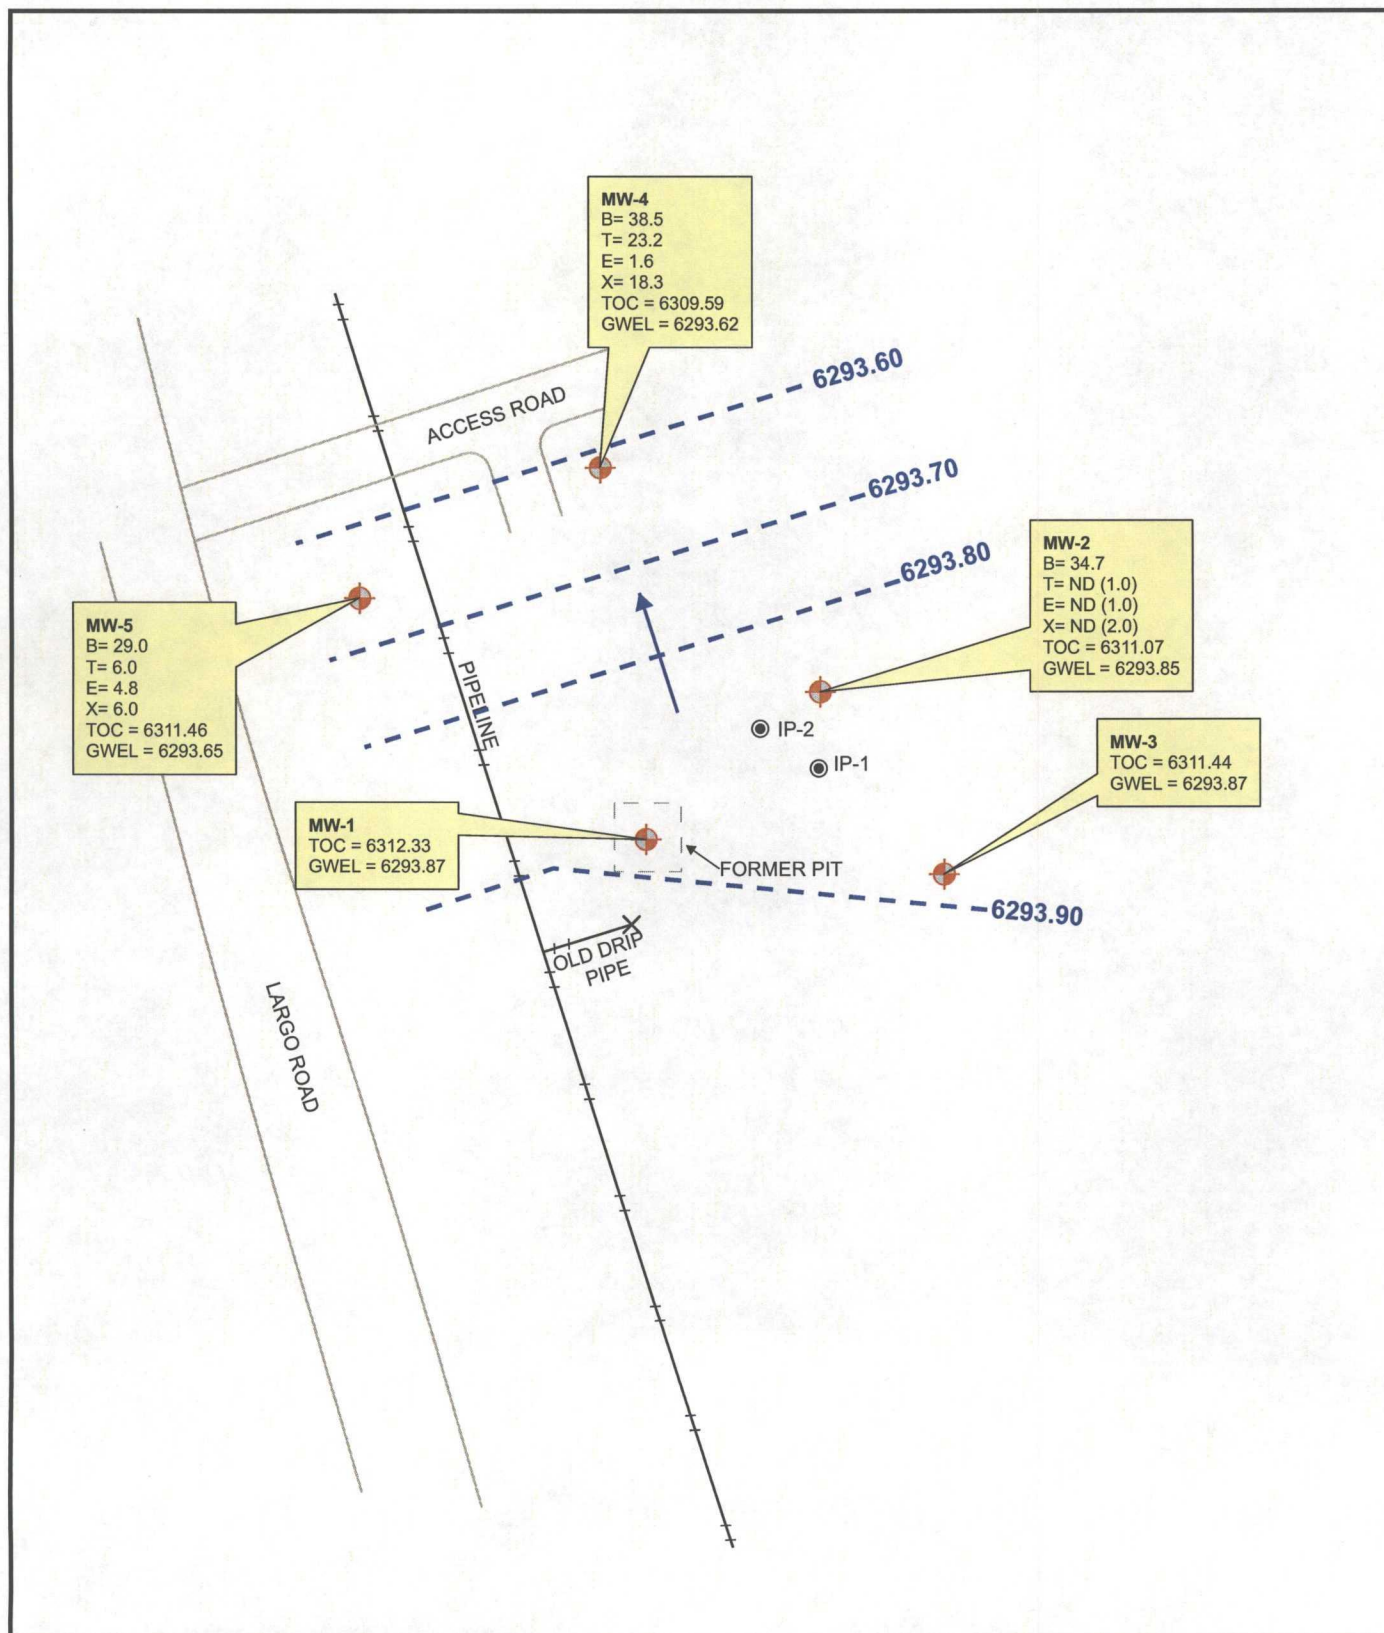 MW-4
B= 38.5
T= 23.2
E= 1.6
X= 18.3
TOC = 6309.59
GWEL = 6293.62
6293.60
ACCESS ROAD
6293.70
6293.80
MW-2
B= 34.7
T= ND (1.0)
E= ND (1.0)
X= ND (2.0)
TOC = 6311.07
GWEL = 6293.85
MW-5
B= 29.0
T= 6.0
E= 4.8
X= 6.0
TOC = 6311.46
GWEL = 6293.65
PIPELINE
IP-2
IP-1
MW-3
TOC = 6311.44
GWEL = 6293.87
MW-1
TOC = 6312.33
GWEL = 6293.87
FORMER PIT
6293.90
OLD DRIP
PIPE
LARGO ROAD